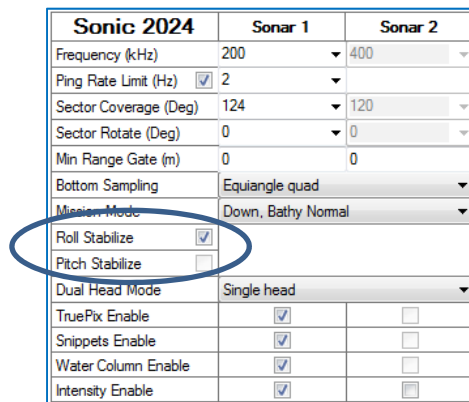 Sonic 2024 Sonar 1 Sonar 2
Frequency (kHz) 200 400
Ping Rate Limit (Hz) 2
Sector Coverage (Deg) 124 120
Sector Rotate (Deg) 0 0
Min Range Gate (m) 0 0
Bottom Sampling Equiangle quad
Mission Mode Down, Bathy Normal
Roll Stabilize
Pitch Stabilize
Dual Head Mode Single head
TruePix Enable
Snippets Enable
Water Column Enable
Intensity Enable